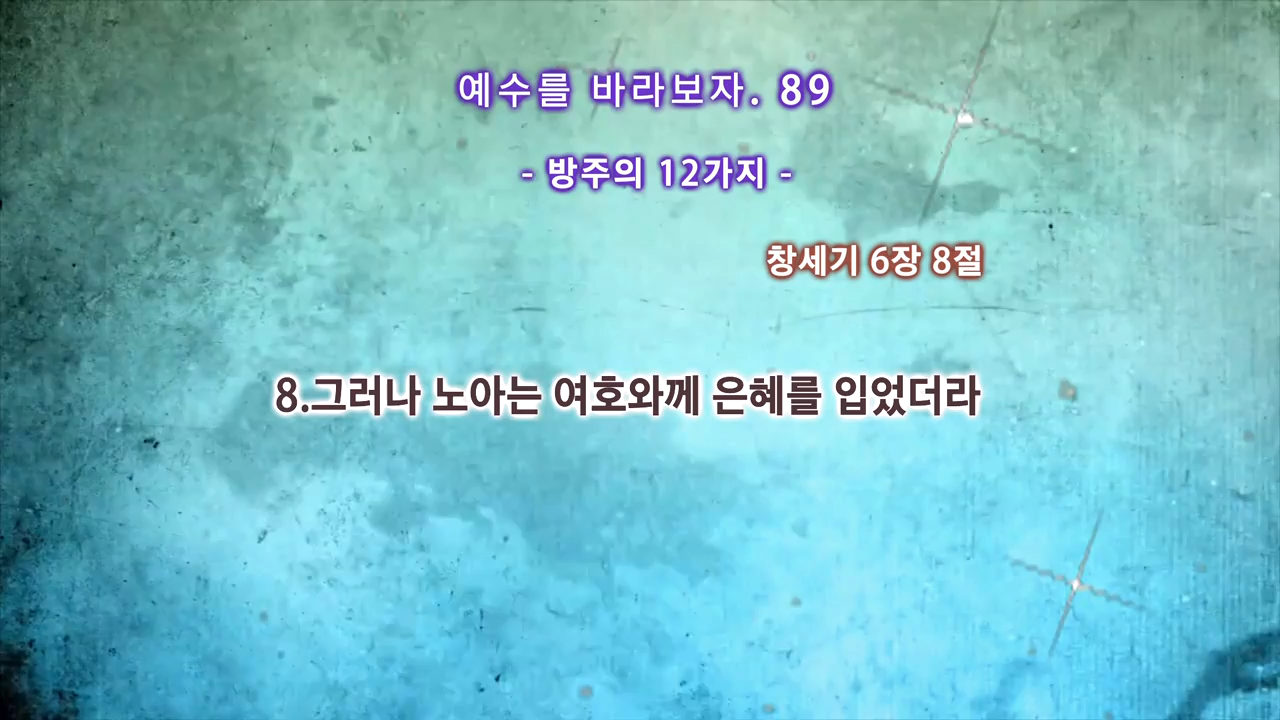 예수를 바라보자. 89
- 방주의 12가지 -
창세기 6장 8절
8.그러나 노아는 여호와께 은혜를 입었더라